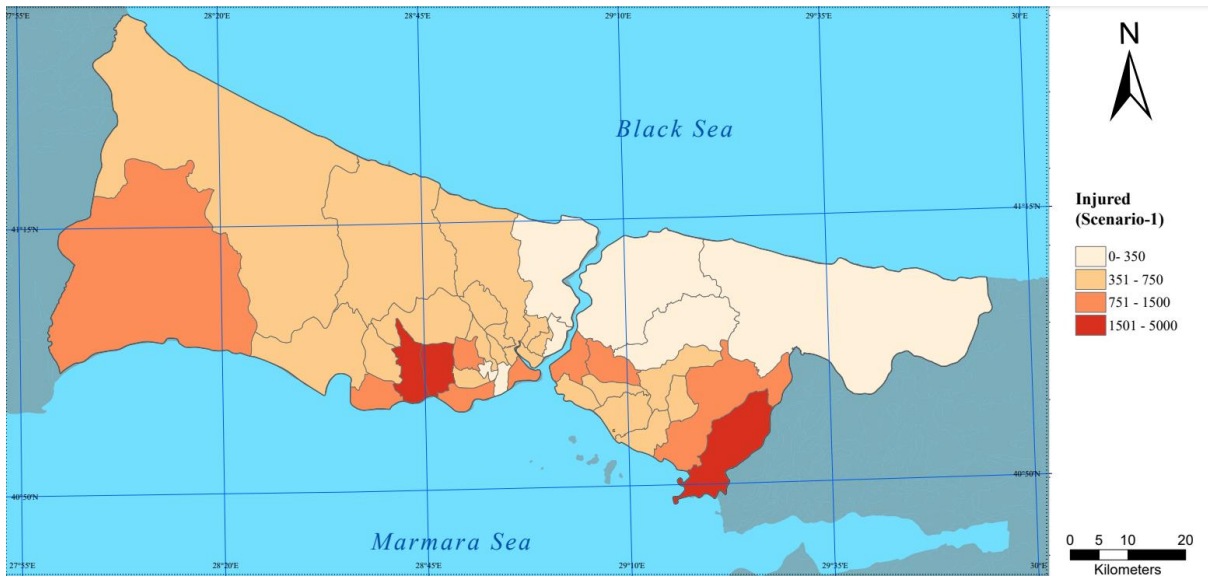 7°55'E 28°20'E 28°45'E 29°10'E 29°35'E 30°E
N
Black Sea
41°15'N
41°15'N
Injured
(Scenario-1)
0- 350
351 - 750
751 - 1500
1501 - 5000
40°50'N
40°50'N
Marmara Sea
0 5 10 20
Kilometers
27°55'E 28°20'E 28°45'E 29°10'E 29°35'E 30°E